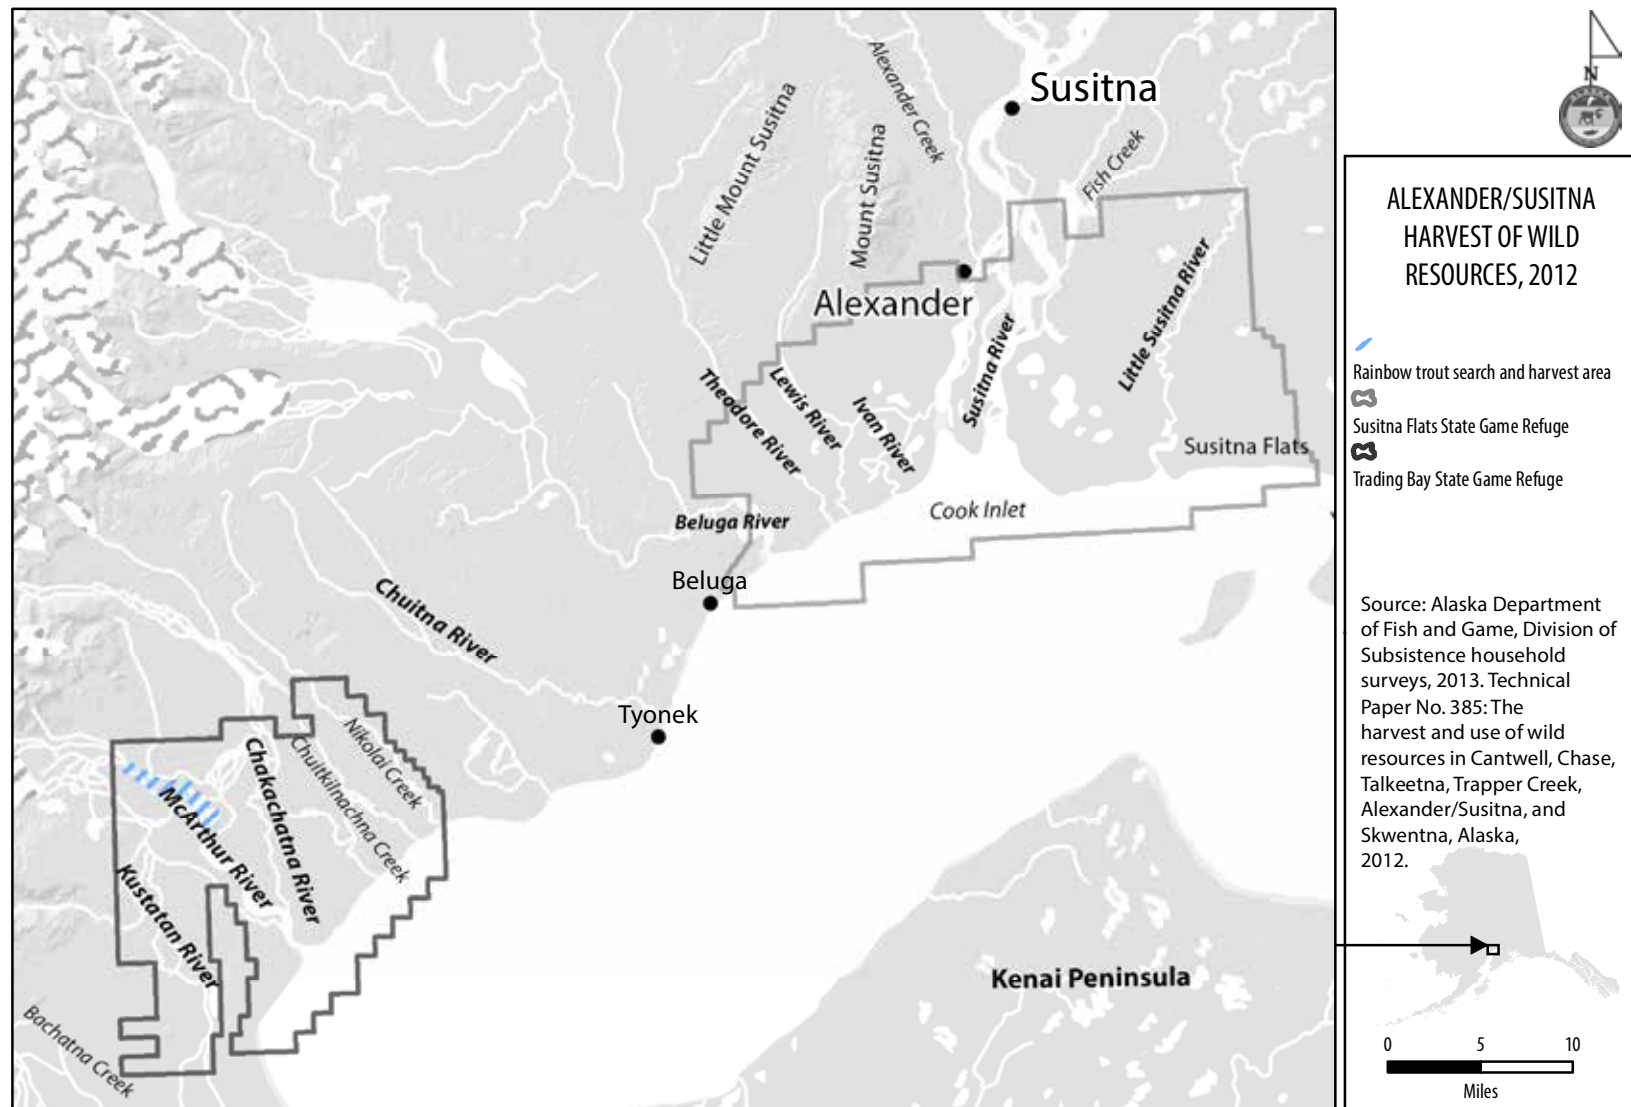 Susitna
Alexander Creek
Little Mount Susitna
Mount Susitna
Fish Creek
Alexander
Little Susitna River
Susitna River
Theodore River
Lewis River
Ivan River
Susitna Flats
Beluga River
Cook Inlet
Beluga
Chuitna River
Tyonek
Nikolai Creek
Chuitkilnachna Creek
Chakachatna River
McArthur River
Kustatan River
Bachatna Creek
Kenai Peninsula
N
ALEXANDER/SUSITNA
HARVEST OF WILD
RESOURCES, 2012
Rainbow trout search and harvest area
Susitna Flats State Game Refuge
Trading Bay State Game Refuge
Source: Alaska Department
of Fish and Game, Division of
Subsistence household
surveys, 2013. Technical
Paper No. 385: The
harvest and use of wild
resources in Cantwell, Chase,
Talkeetna, Trapper Creek,
Alexander/Susitna, and
Skwentna, Alaska,
2012.
0 5 10
Miles